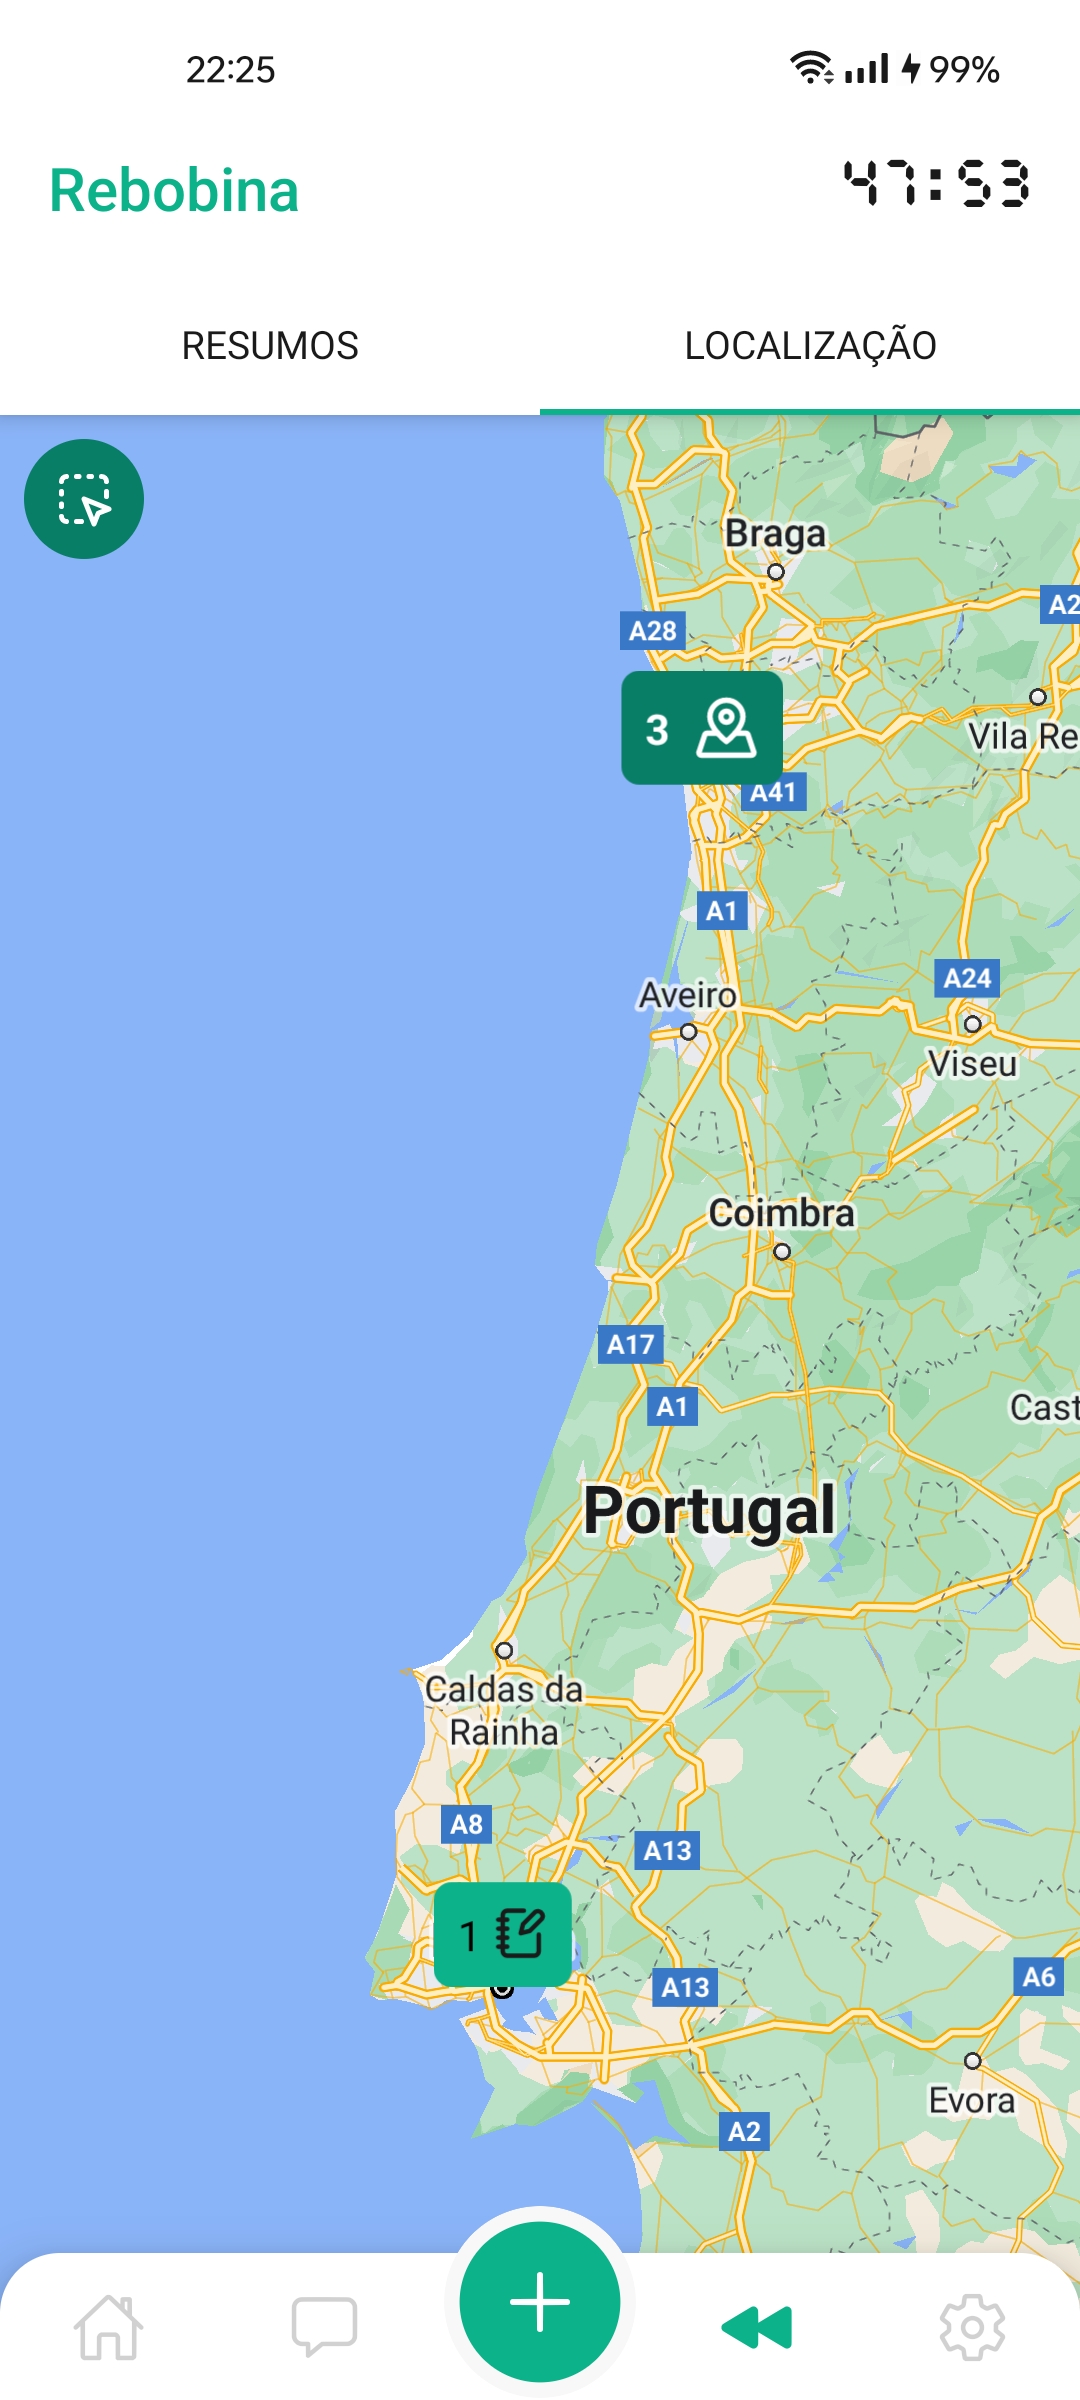 22:25
99%
Rebobina
47:53
RESUMOS
LOCALIZAÇÃO
Braga
A2
A28
3
Vila Re
A41
A1
A24
Aveiro
Viseu
Coimbra
A17
A1
Cast
Portugal
Caldas da
Rainha
A8
A13
1
A13
A6
Evora
A2